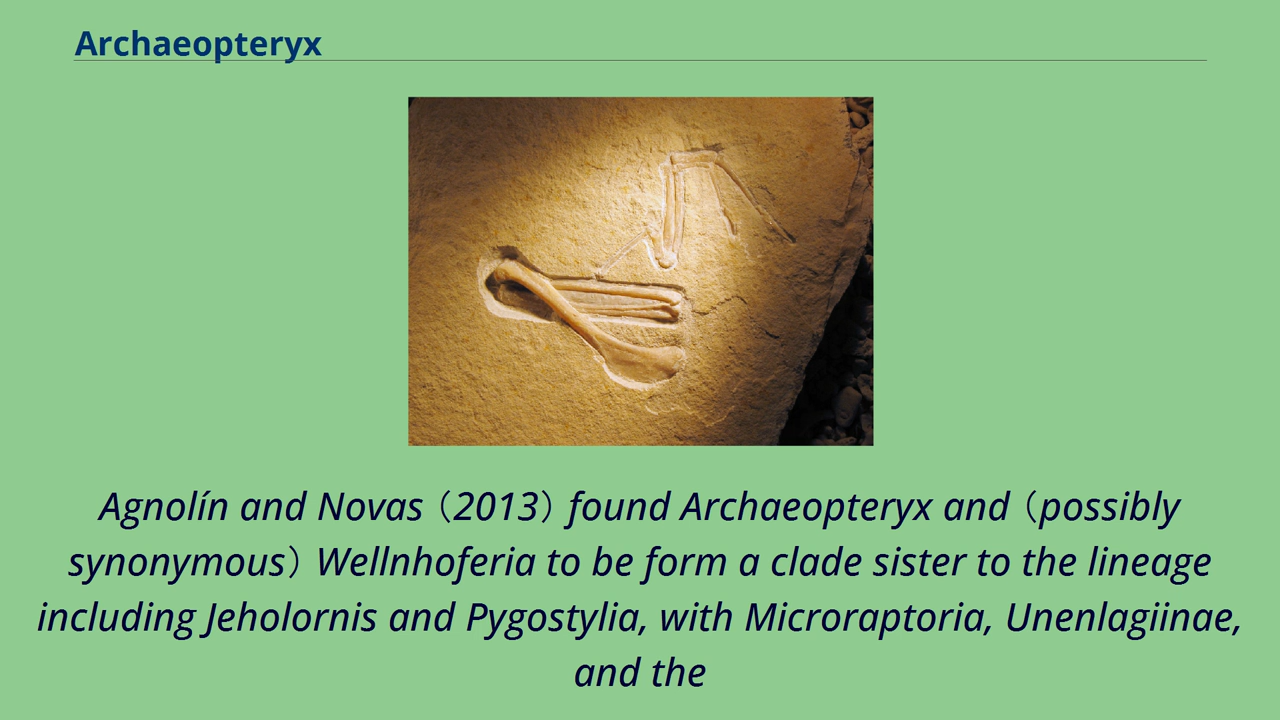 Archaeopteryx
Agnolín and Novas（2013）found Archaeopteryx and（possibly
synonymous）Wellnhoferia to be form a clade sister to the lineage
including Jeholornis and Pygostylia, with Microraptoria, Unenlagiinae,
and the